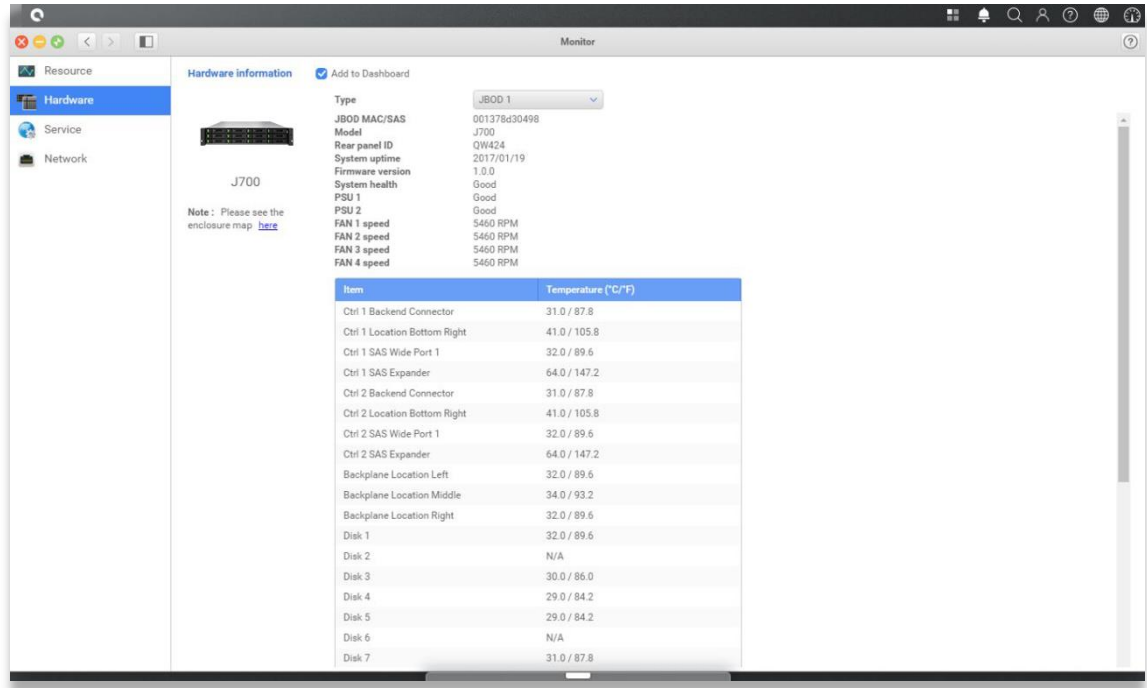 Monitor
Resource
Hardware
Service
Network
Hardware information
Add to Dashboard
J700
Note : Please see the
enclosure map here
Type JBOD 1
JBOD MAC/SAS 001378d30498
Model J700
Rear panel ID QW424
System uptime 2017/01/19
Firmware version 1.0.0
System health Good
PSU 1 Good
PSU 2 Good
FAN 1 speed 5460 RPM
FAN 2 speed 5460 RPM
FAN 3 speed 5460 RPM
FAN 4 speed 5460 RPM
Item Temperature (°C/°F)
Ctrl 1 Backend Connector 31.0 / 87.8
Ctrl 1 Location Bottom Right 41.0 / 105.8
Ctrl 1 SAS Wide Port 1 32.0 / 89.6
Ctrl 1 SAS Expander 64.0 / 147.2
Ctrl 2 Backend Connector 31.0 / 87.8
Ctrl 2 Location Bottom Right 41.0 / 105.8
Ctrl 2 SAS Wide Port 1 32.0 / 89.6
Ctrl 2 SAS Expander 64.0 / 147.2
Backplane Location Left 32.0 / 89.6
Backplane Location Middle 34.0 / 93.2
Backplane Location Right 32.0 / 89.6
Disk 1 32.0 / 89.6
Disk 2 N/A
Disk 3 30.0 / 86.0
Disk 4 29.0 / 84.2
Disk 5 29.0 / 84.2
Disk 6 N/A
Disk 7 31.0 / 87.8